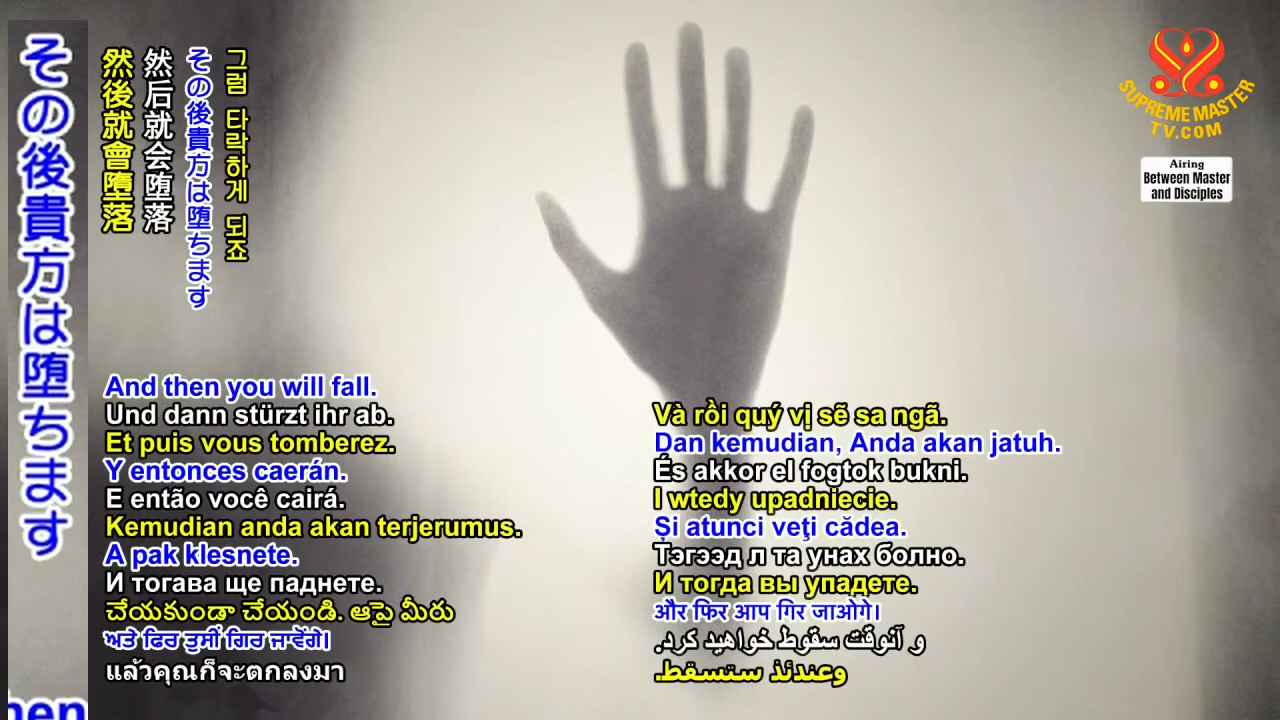 その後貴方は堕ちます
然後就會墮落
然后就会堕落
その後貴方は堕ちます
그럼 타락하게 되죠
SUPREME MASTER
TV.COM
Airing
Between Master
and Disciples
And then you will fall.
Und dann stürzt ihr ab.
Et puis vous tomberez.
Y entonces caerán.
E então você cairá.
Kemudian anda akan terjerumus.
A pak klesnete.
И тогава ще паднете.
చేయకుండా చేయండి. ఆపై మీరు
ਅਤੇ ਫਿਰ ਤੁਸੀਂ ਗਿਰ ਜਾਵੋਂਗੇ।
แล้วคุณก็จะตกลงมา
Và rồi quý vị sẽ sa ngã.
Dan kemudian, Anda akan jatuh.
És akkor el fogtok bukni.
I wtedy upadniecie.
Și atunci veţi cădea.
Тэгээд л та унах болно.
И тогда вы упадете.
और फिर आप गिर जाओगे।
و آنوقت سقوط خواهید کرد.
وعندئذ ستسقط.
hen